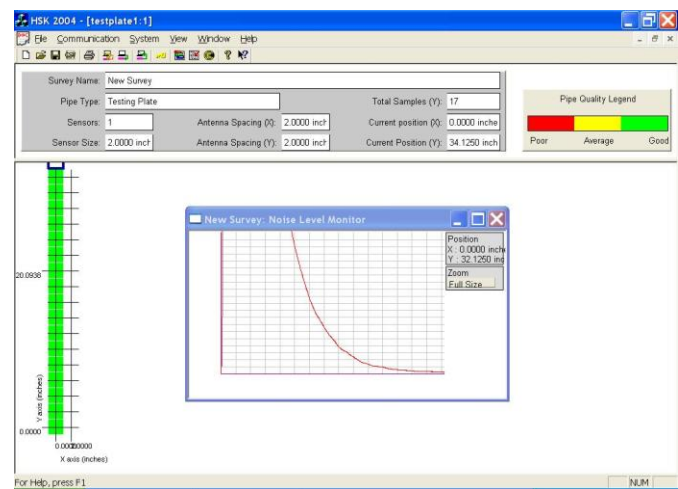 HSK 2004 - [testplate1:1]
File Communication System View Window Help
Survey Name: New Survey
Pipe Type: Testing Plate
Total Samples (Y): 17
Sensors: 1
Antenna Spacing (X): 2.0000 inch
Current position (X): 0.0000 inche
Sensor Size: 2.0000 inch
Antenna Spacing (Y): 2.0000 inch
Current Position (Y): 34.1250 inch
Pipe Quality Legend
Poor Average Good
New Survey: Noise Level Monitor
Position
X : 0.0000 inche
Y : 32.1250 inc
Zoom
Full Size
20.0938
Y axis (inches)
0.0000
X axis (inches)
For Help, press F1
NUM